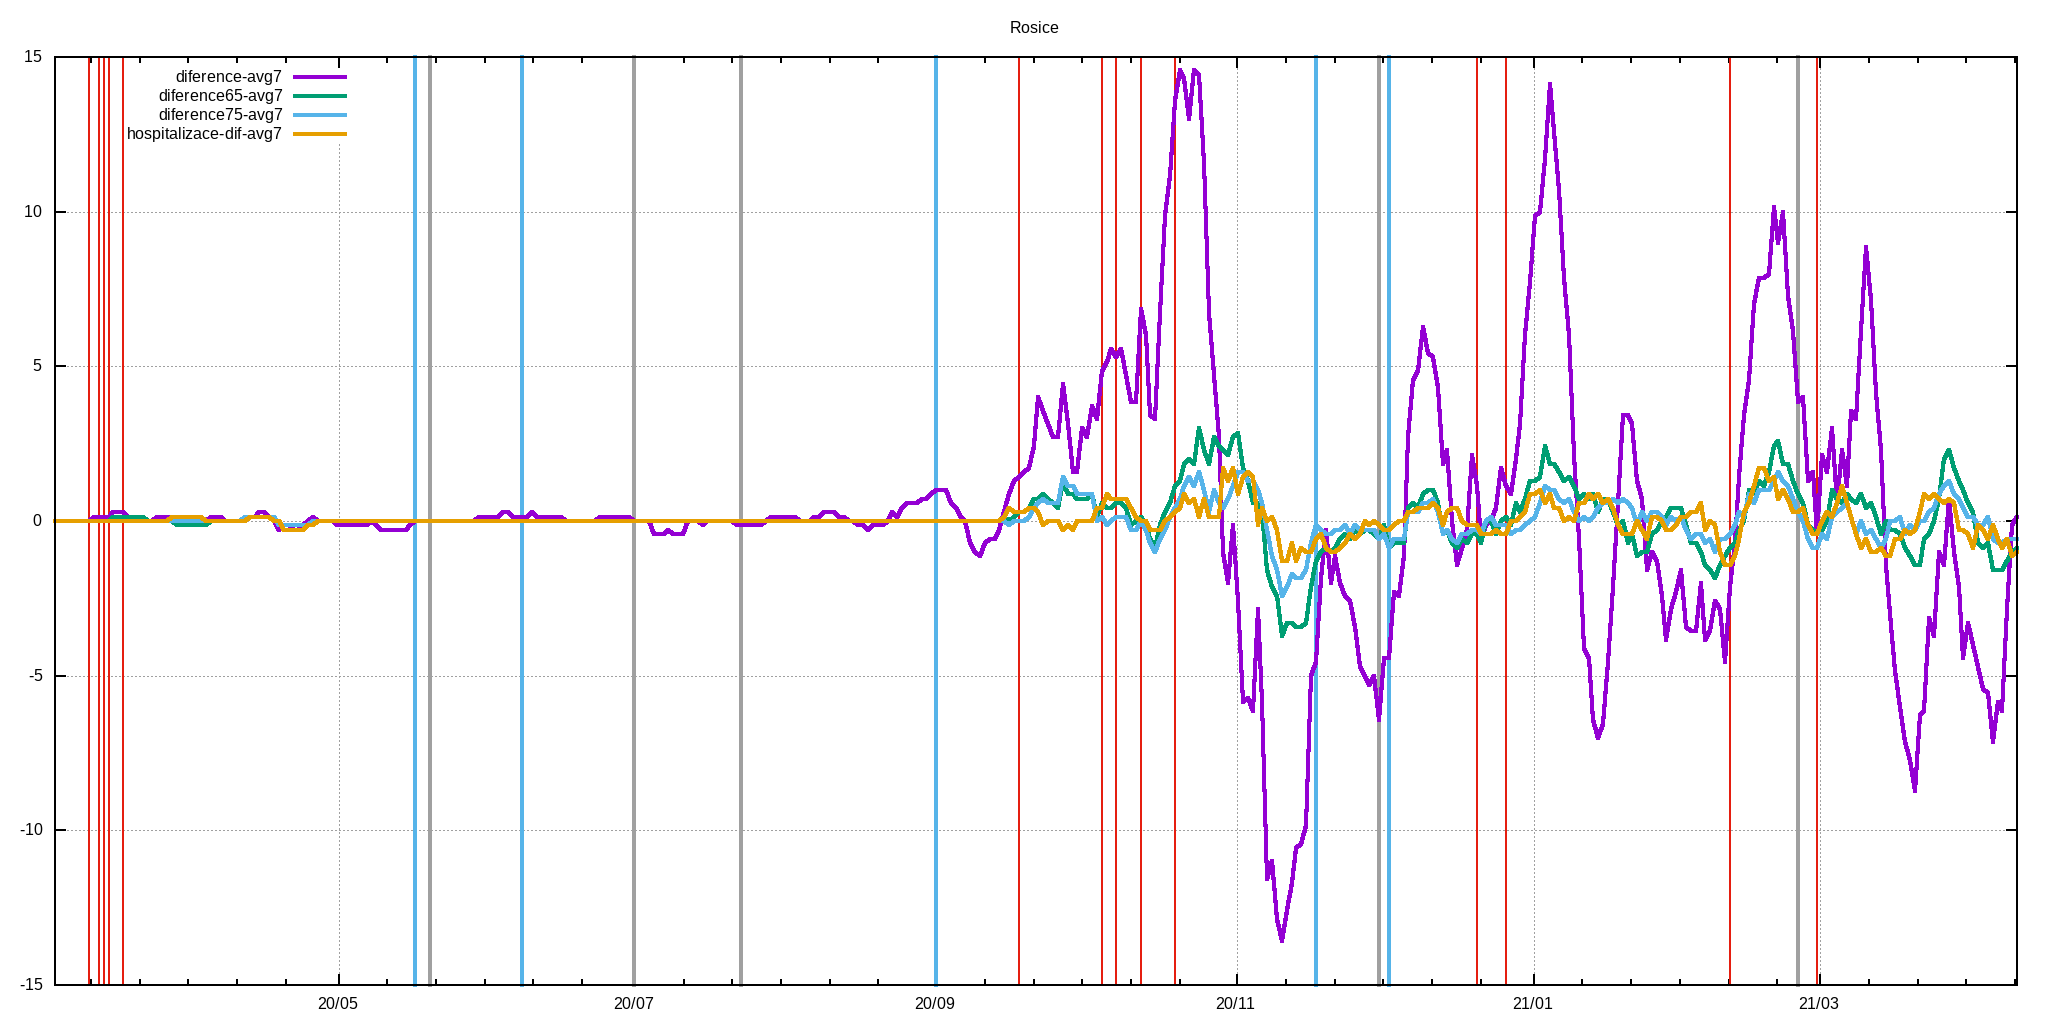 Rosice
15
diference-avg7
diference65-avg7
diference75-avg7
hospitalizace-dif-avg7
10
5
0
-5
-10
-15
20/05 20/07 20/09 20/11 21/01 21/03